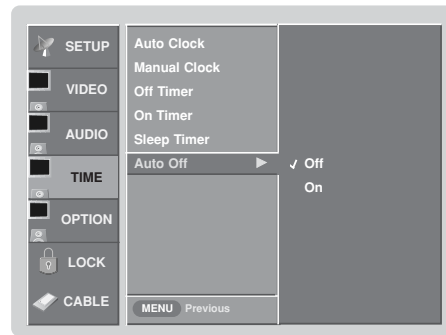 SETUP
VIDEO
AUDIO
TIME
OPTION
LOCK
CABLE
Auto Clock
Manual Clock
Off Timer
On Timer
Sleep Timer
Auto Off
MENU Previous
Off
On